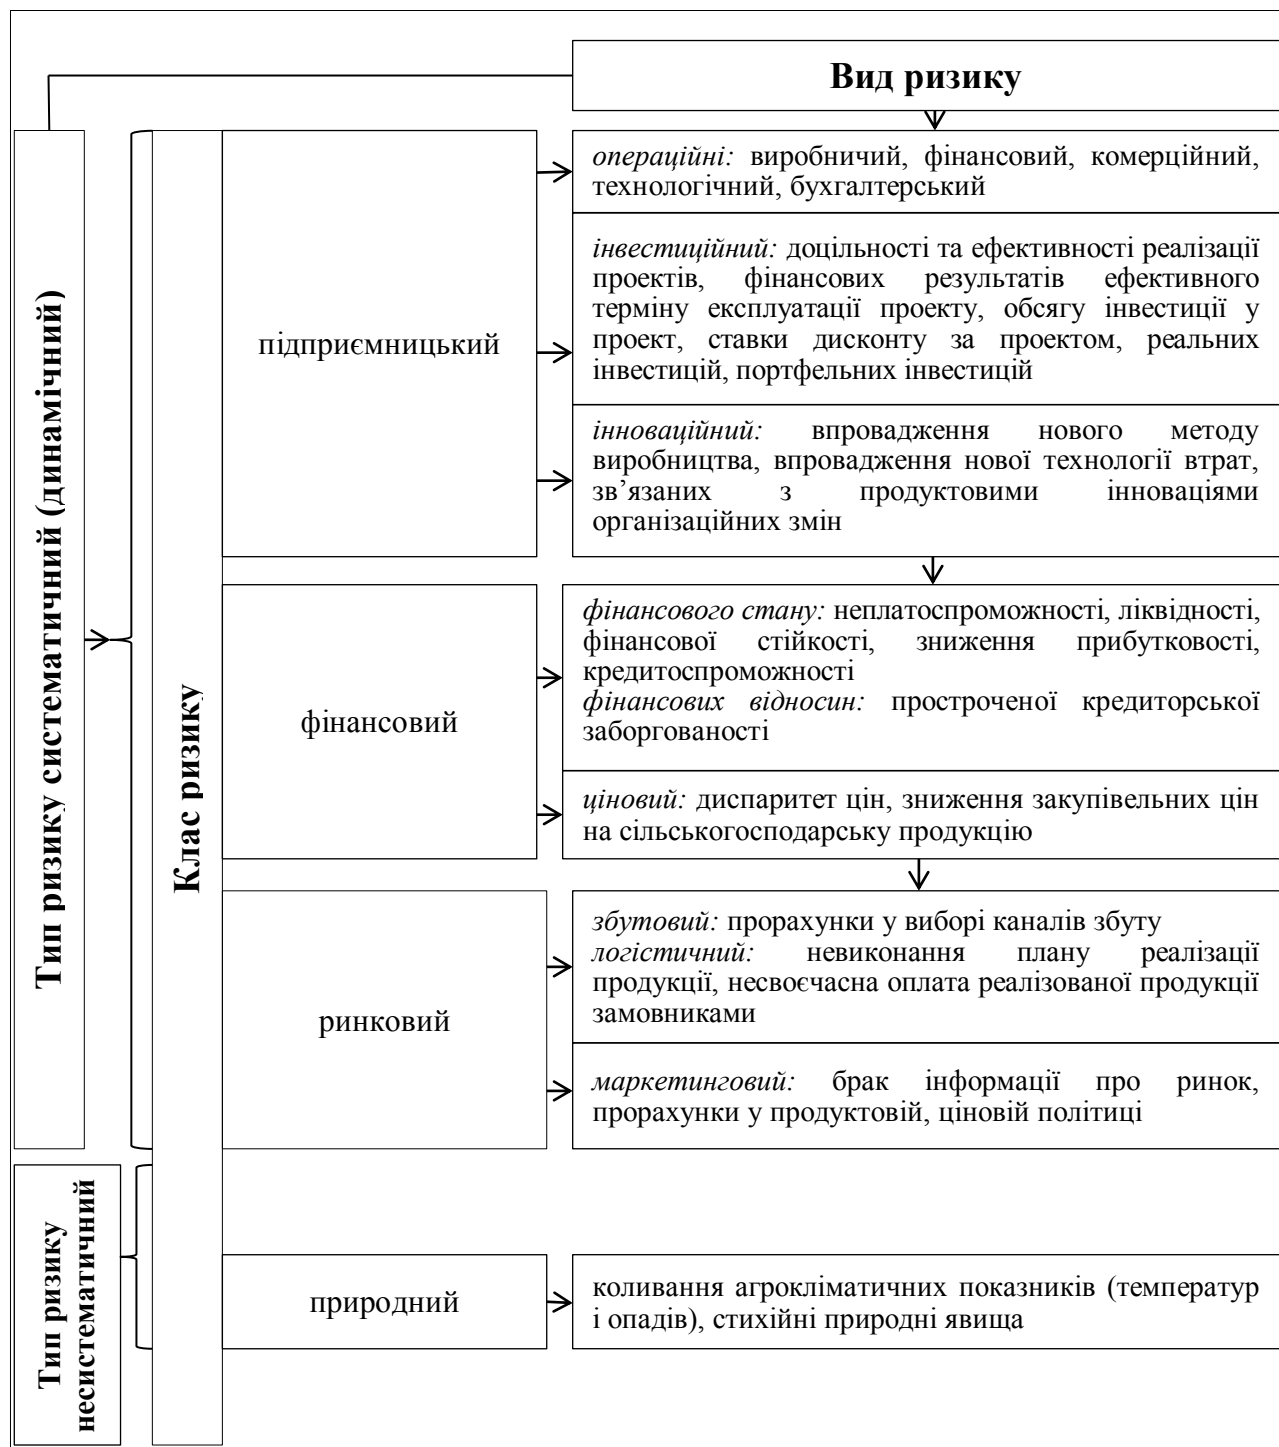 Вид ризику
Тип ризику систематичний (динамічний)
Клас ризику
підприємницький
операційні: виробничий, фінансовий, комерційний,
технологічний, бухгалтерський
інвестиційний: доцільності та ефективності реалізації
проектів, фінансових результатів ефективного
терміну експлуатації проекту, обсягу інвестиції у
проект, ставки дисконту за проектом, реальних
інвестицій, портфельних інвестицій
інноваційний: впровадження нового методу
виробництва, впровадження нової технології втрат,
зв’язаних з продуктовими інноваціями
організаційних змін
фінансовий
фінансового стану: неплатоспроможності, ліквідності,
фінансової стійкості, зниження прибутковості,
кредитоспроможності
фінансових відносин: простроченої кредиторської
заборгованості
ціновий: диспаритет цін, зниження закупівельних цін
на сільськогосподарську продукцію
ринковий
збутовий: прорахунки у виборі каналів збуту
логістичний: невиконання плану реалізації
продукції, несвоєчасна оплата реалізованої продукції
замовниками
маркетинговий: брак інформації про ринок,
прорахунки у продуктовій, ціновій політиці
Тип ризику
несистематичний
природний
коливання агрокліматичних показників (температур
і опадів), стихійні природні явища